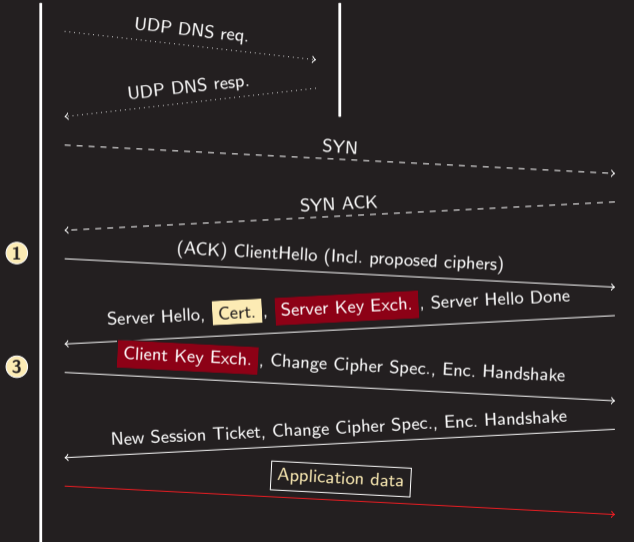 UDP DNS req.
UDP DNS resp.
SYN
SYN ACK
1
(ACK) ClientHello (Incl. proposed ciphers)
Server Hello, Cert., Server Key Exch., Server Hello Done
3
Client Key Exch., Change Cipher Spec., Enc. Handshake
New Session Ticket, Change Cipher Spec., Enc. Handshake
Application data